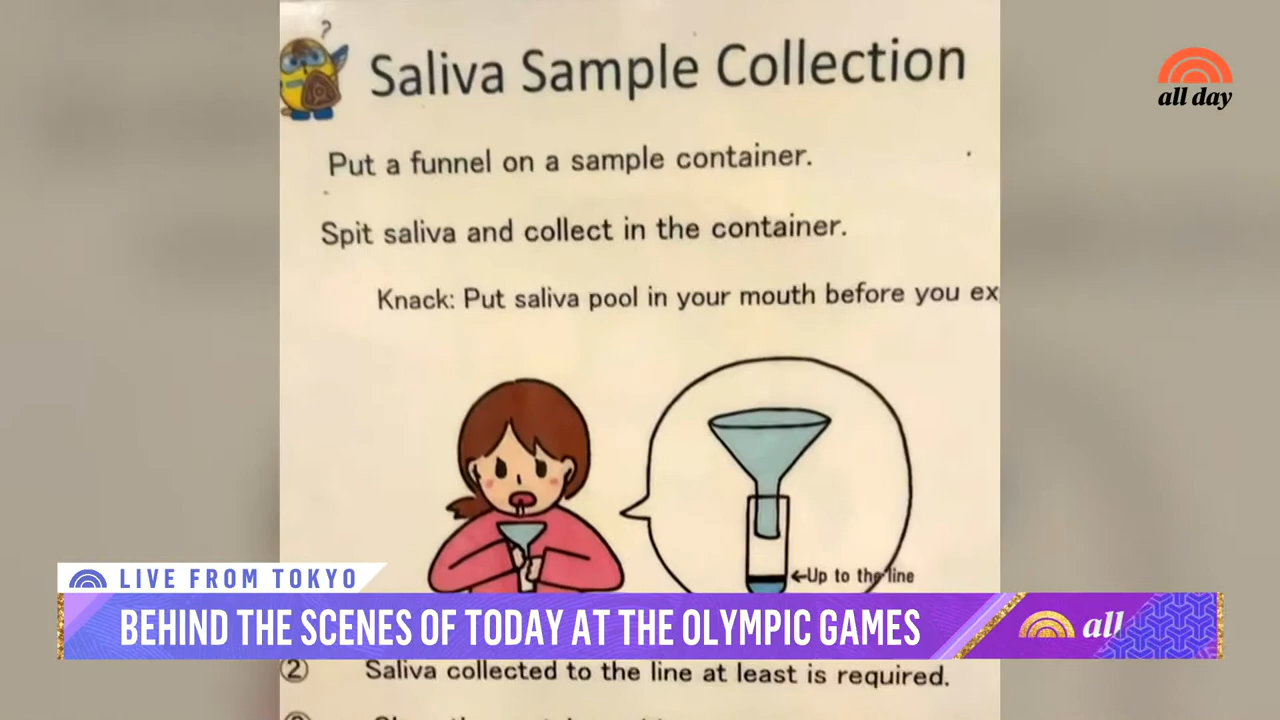 ?
Saliva Sample Collection
all day
Put a funnel on a sample container.
Spit saliva and collect in the container.
Knack: Put saliva pool in your mouth before you ex
←Up to the line
LIVE FROM TOKYO
BEHIND THE SCENES OF TODAY AT THE OLYMPIC GAMES
all
② Saliva collected to the line at least is required.